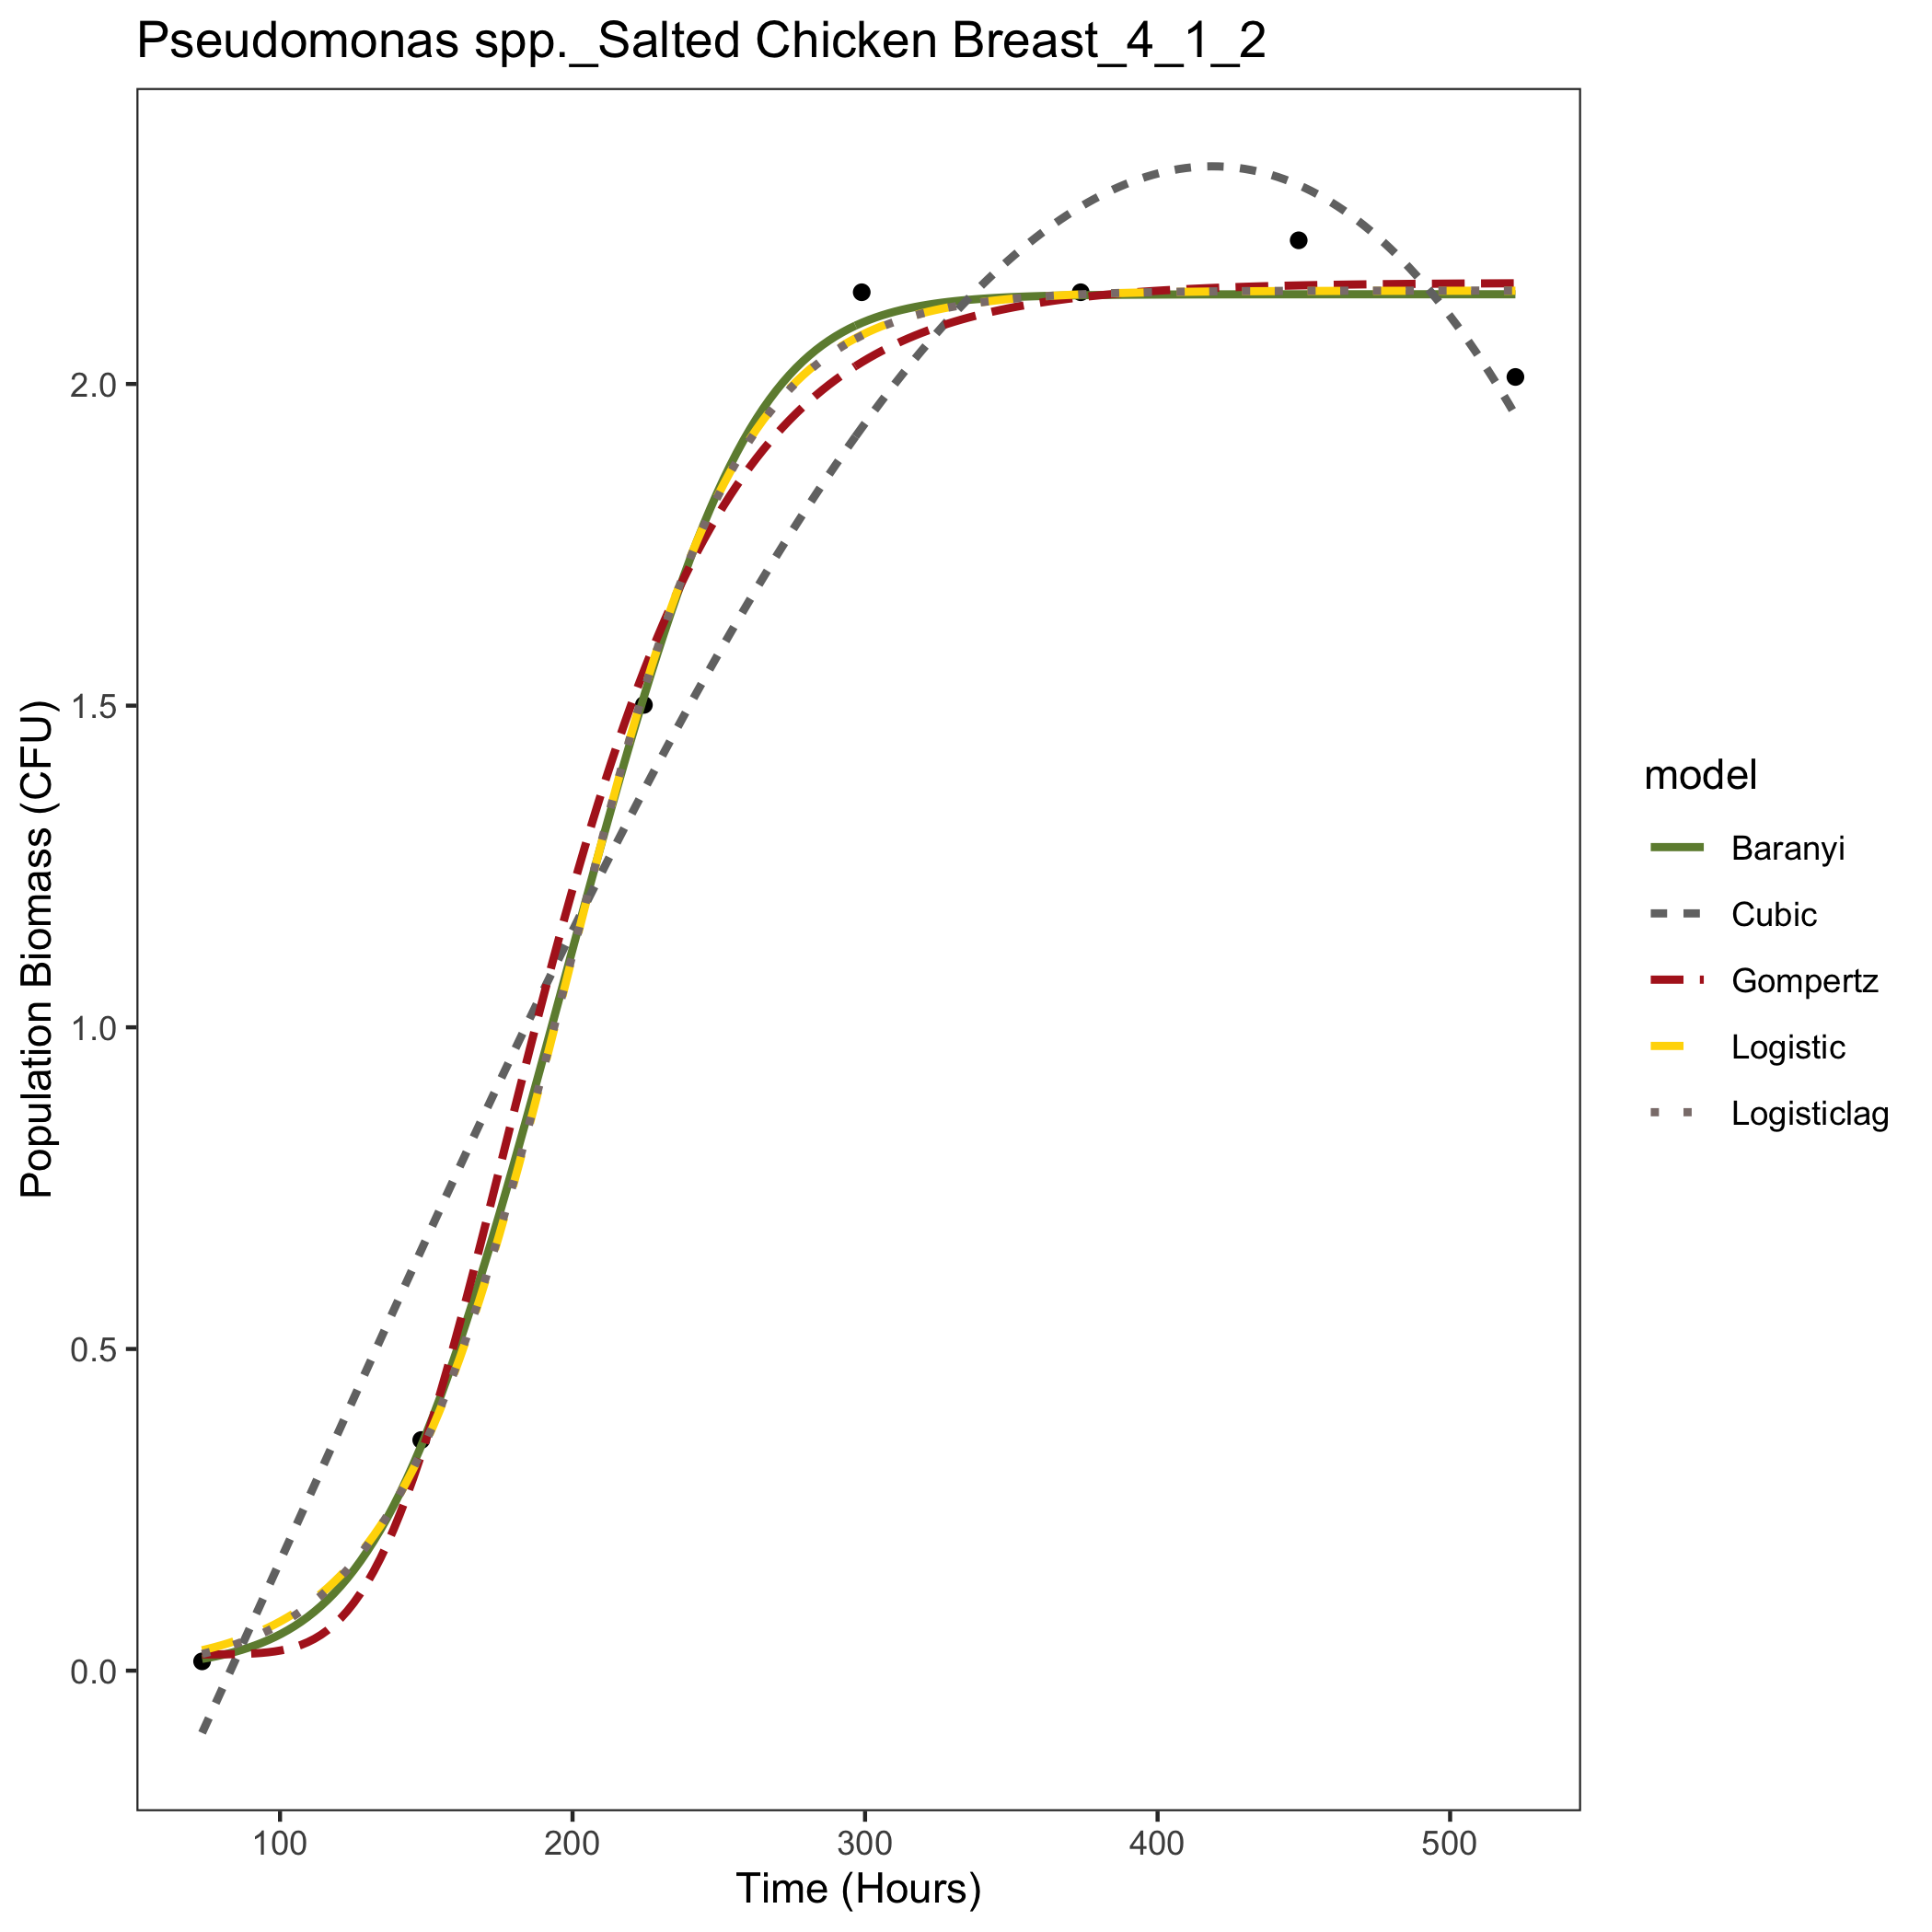 Pseudomonas spp._Salted Chicken Breast_4_1_2
Population Biomass (CFU)
2.0
1.5
1.0
0.5
0.0
100
200
300
400
500
Time (Hours)
model
Baranyi
Cubic
Gompertz
Logistic
Logisticlag